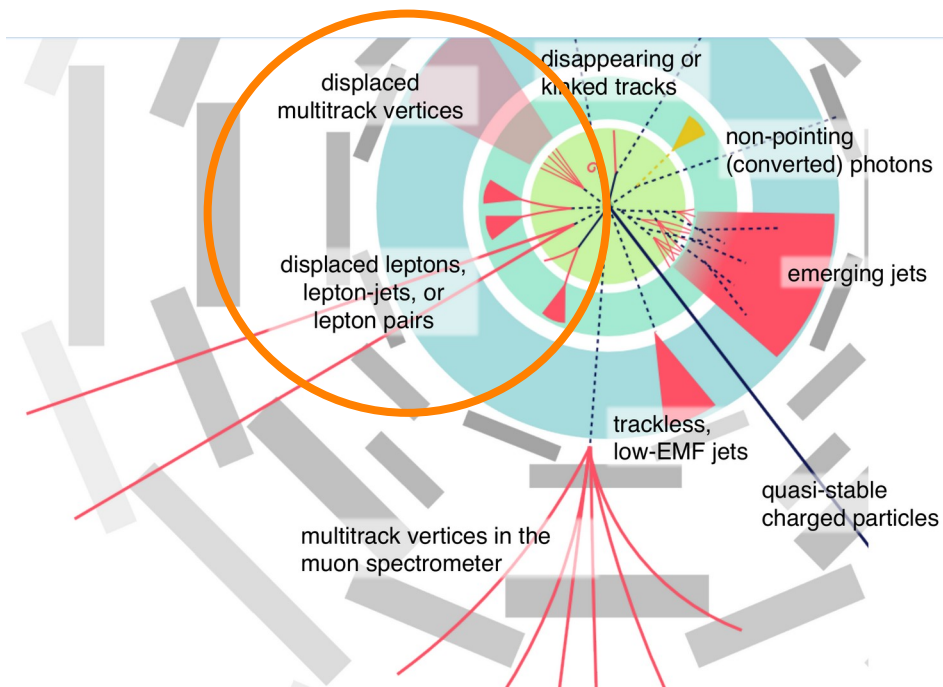 disappearing or
kinked tracks
displaced
multitrack vertices
non-pointing
(converted) photons
displaced leptons,
lepton-jets, or
lepton pairs
emerging jets
trackless,
low-EMF jets
quasi-stable
charged particles
multitrack vertices in the
muon spectrometer